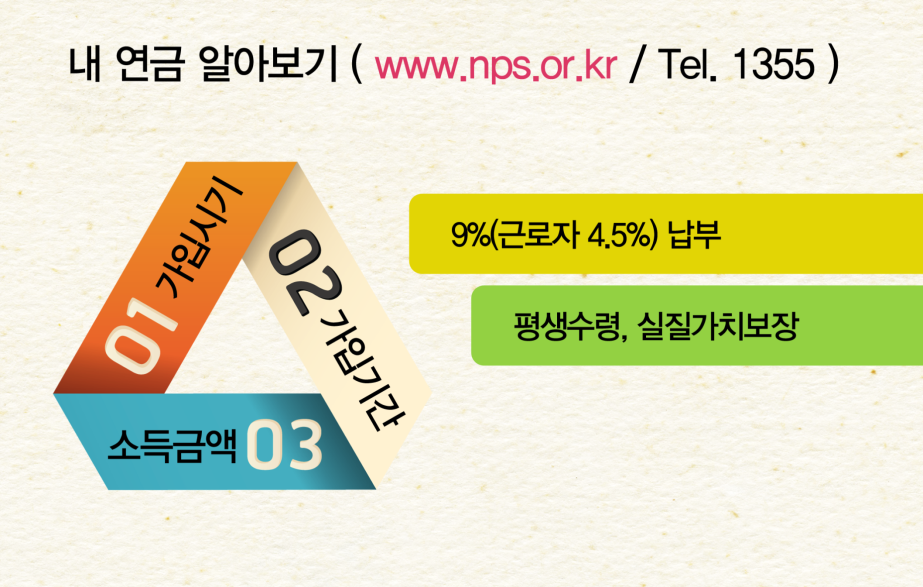 내 연금 알아보기 ( www.nps.or.kr / Tel. 1355 )
01 가입시기
02 가입기간
소득금액 03
9%(근로자 4.5%) 납부
평생수령, 실질가치보장